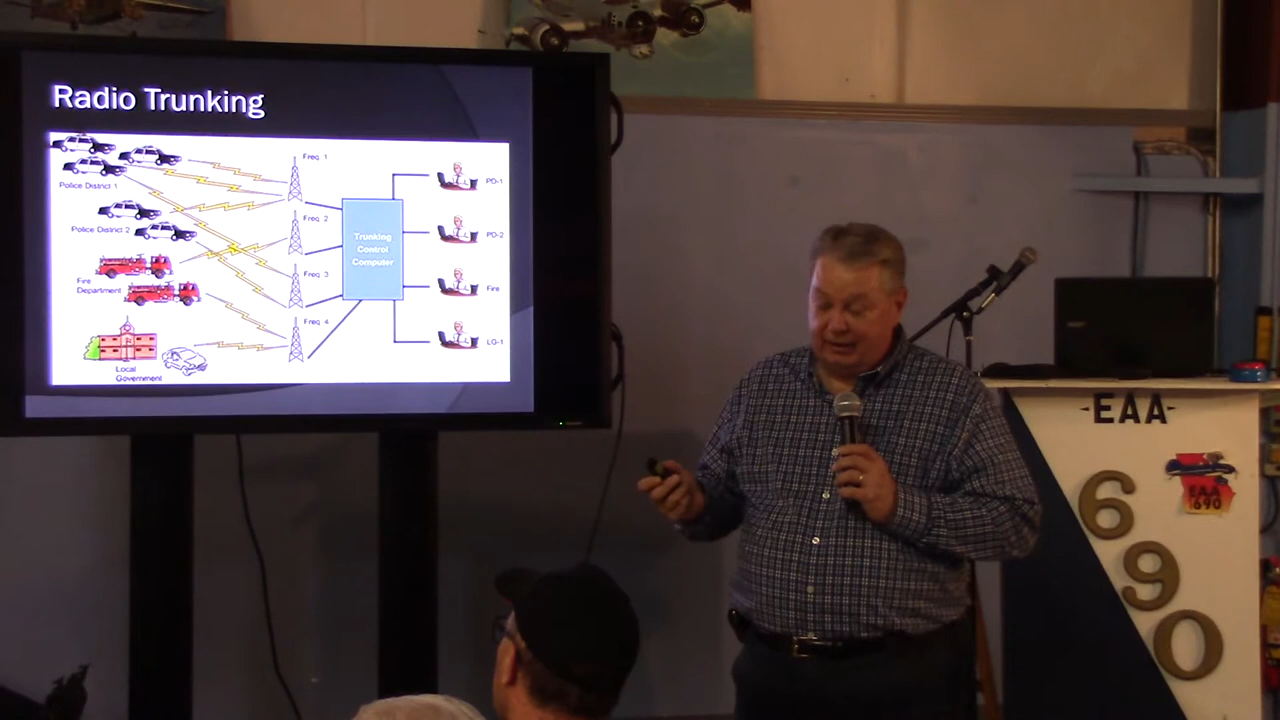 Radio Trunking
Freq 1
Police District 1
PD-1
Freq 2
Police District 2
PD-2
Trunking
Control
Computer
Freq 3
Fire
Department
Fire
Freq 4
LG-1
Local
Government
EAA
690
EAA
690